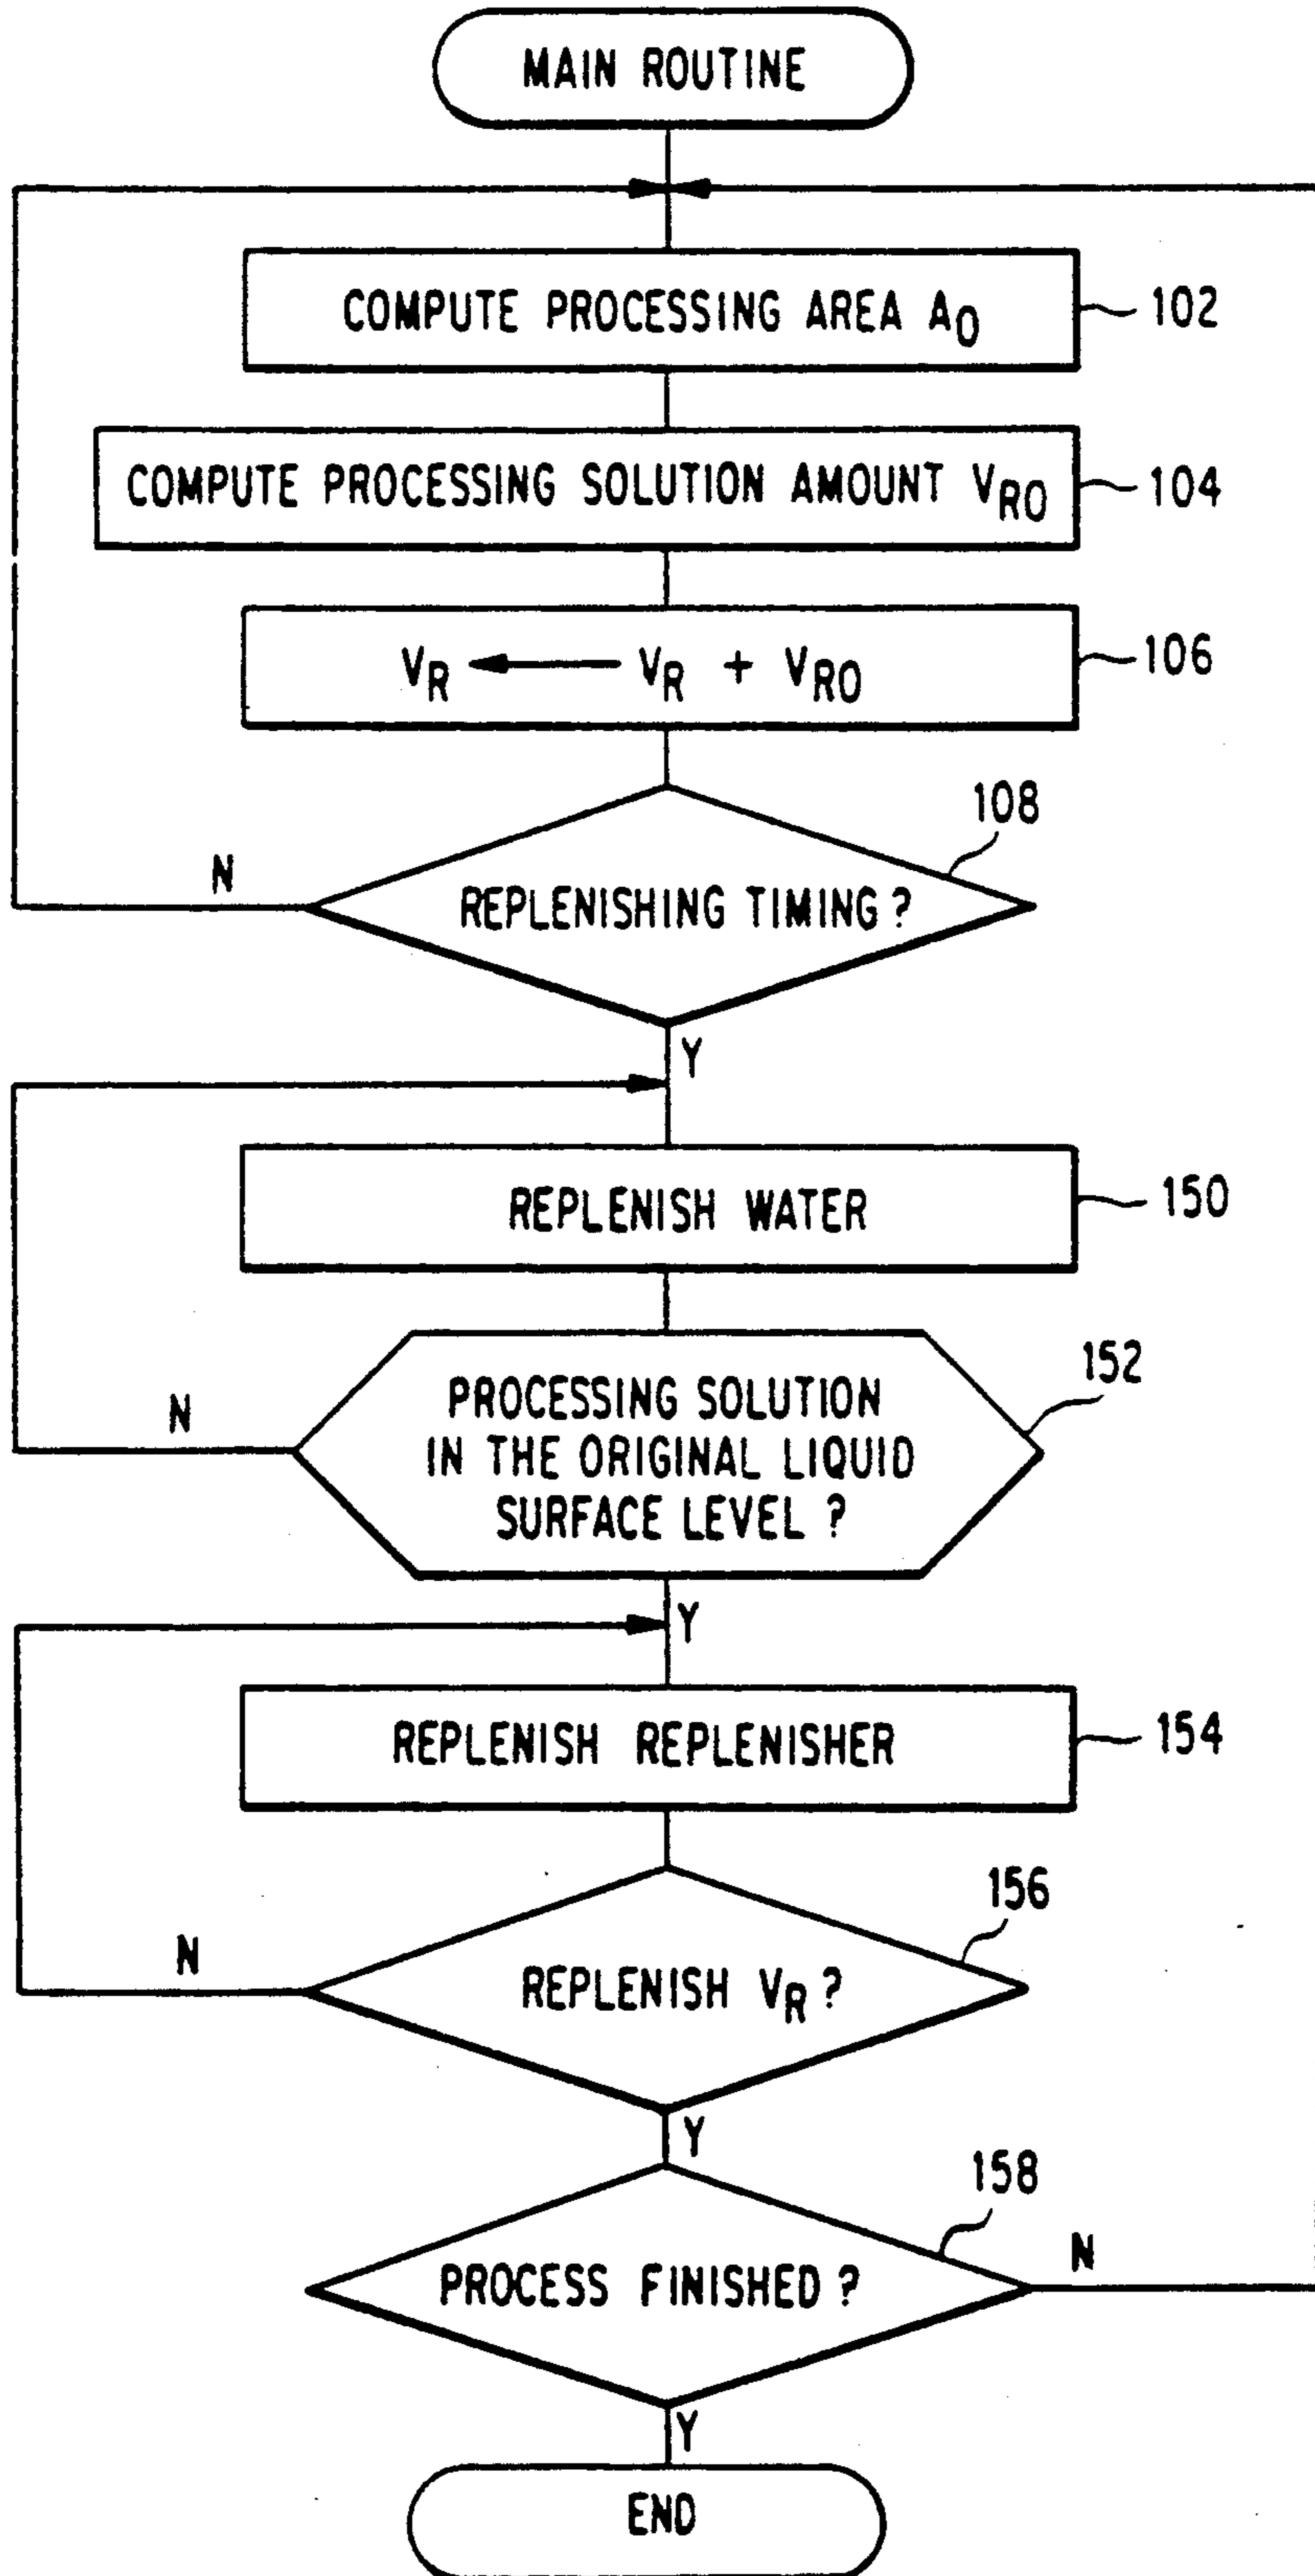 MAIN ROUTINE
COMPUTE PROCESSING AREA A0
102
COMPUTE PROCESSING SOLUTION AMOUNT VRO
104
VR ← VR + VRO
106
108
N
REPLENISHING TIMING ?
Y
REPLENISH WATER
150
152
N
PROCESSING SOLUTION
IN THE ORIGINAL LIQUID
SURFACE LEVEL ?
Y
REPLENISH REPLENISHER
154
156
N
REPLENISH VR ?
Y
158
N
PROCESS FINISHED ?
Y
END